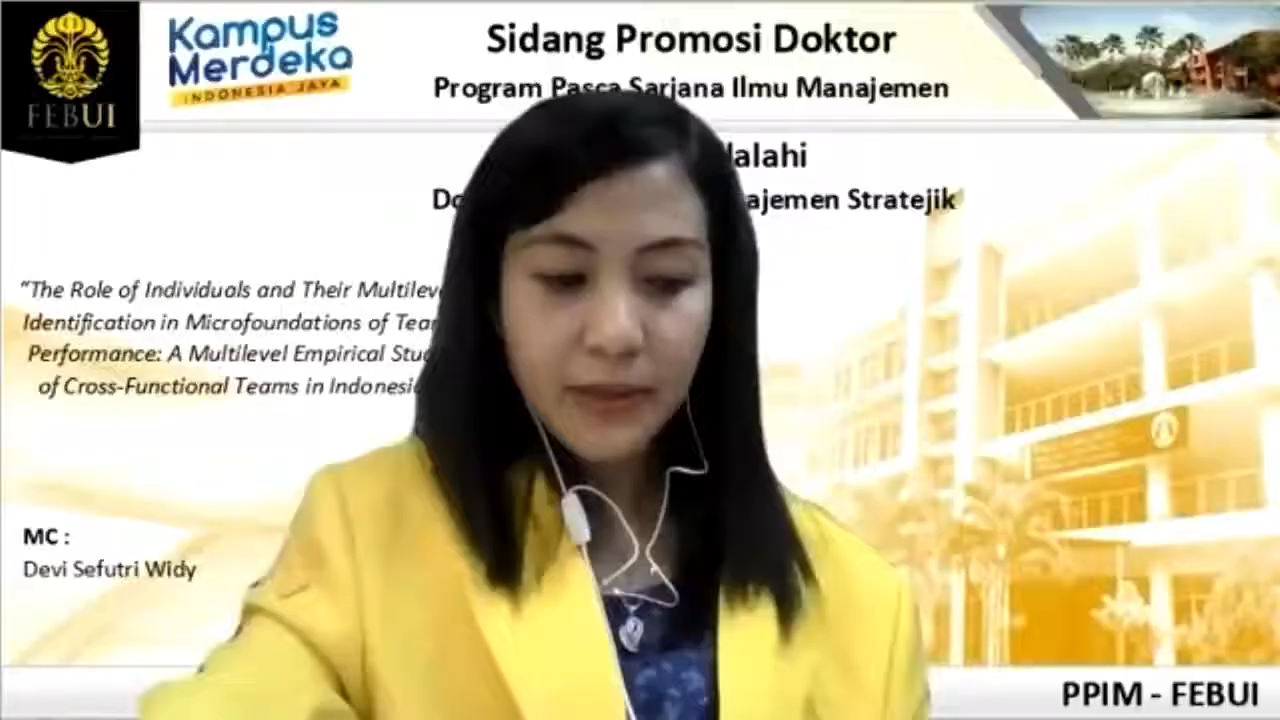 FEBUI
Kampus
Merdeka
INDONESIA JAYA
Sidang Promosi Doktor
Program Pasca Sarjana Ilmu Manajemen
lalahi
Do ajemen Stratejik
"The Role of Individuals and Their Multileve
Identification in Microfoundations of Tea
Performance: A Multilevel Empirical Stud
of Cross-Functional Teams in Indonesi
MC :
Devi Sefutri Widy
PPIM - FEBUI